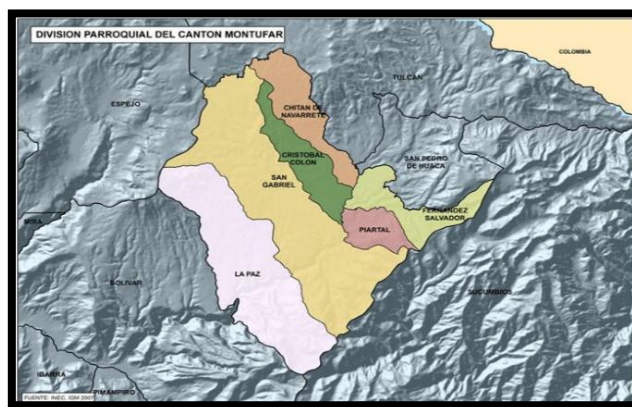 DIVISION PARROQUIAL DEL CANTON MONTUFAR
COLOMBIA
TULCAN
ESPEJO
CHITAN DE
NAVARRETE
CRISTOBAL
COLON
SAN PEDRO
DE HUACA
SAN
GABRIEL
FERNANDEZ
SALVADOR
MIRA
PIARTAL
LA PAZ
BOLIVAR
SUCUMBIOS
IBARRA
PIMAMPIRO
FUENTE: INEC, IGM 2007